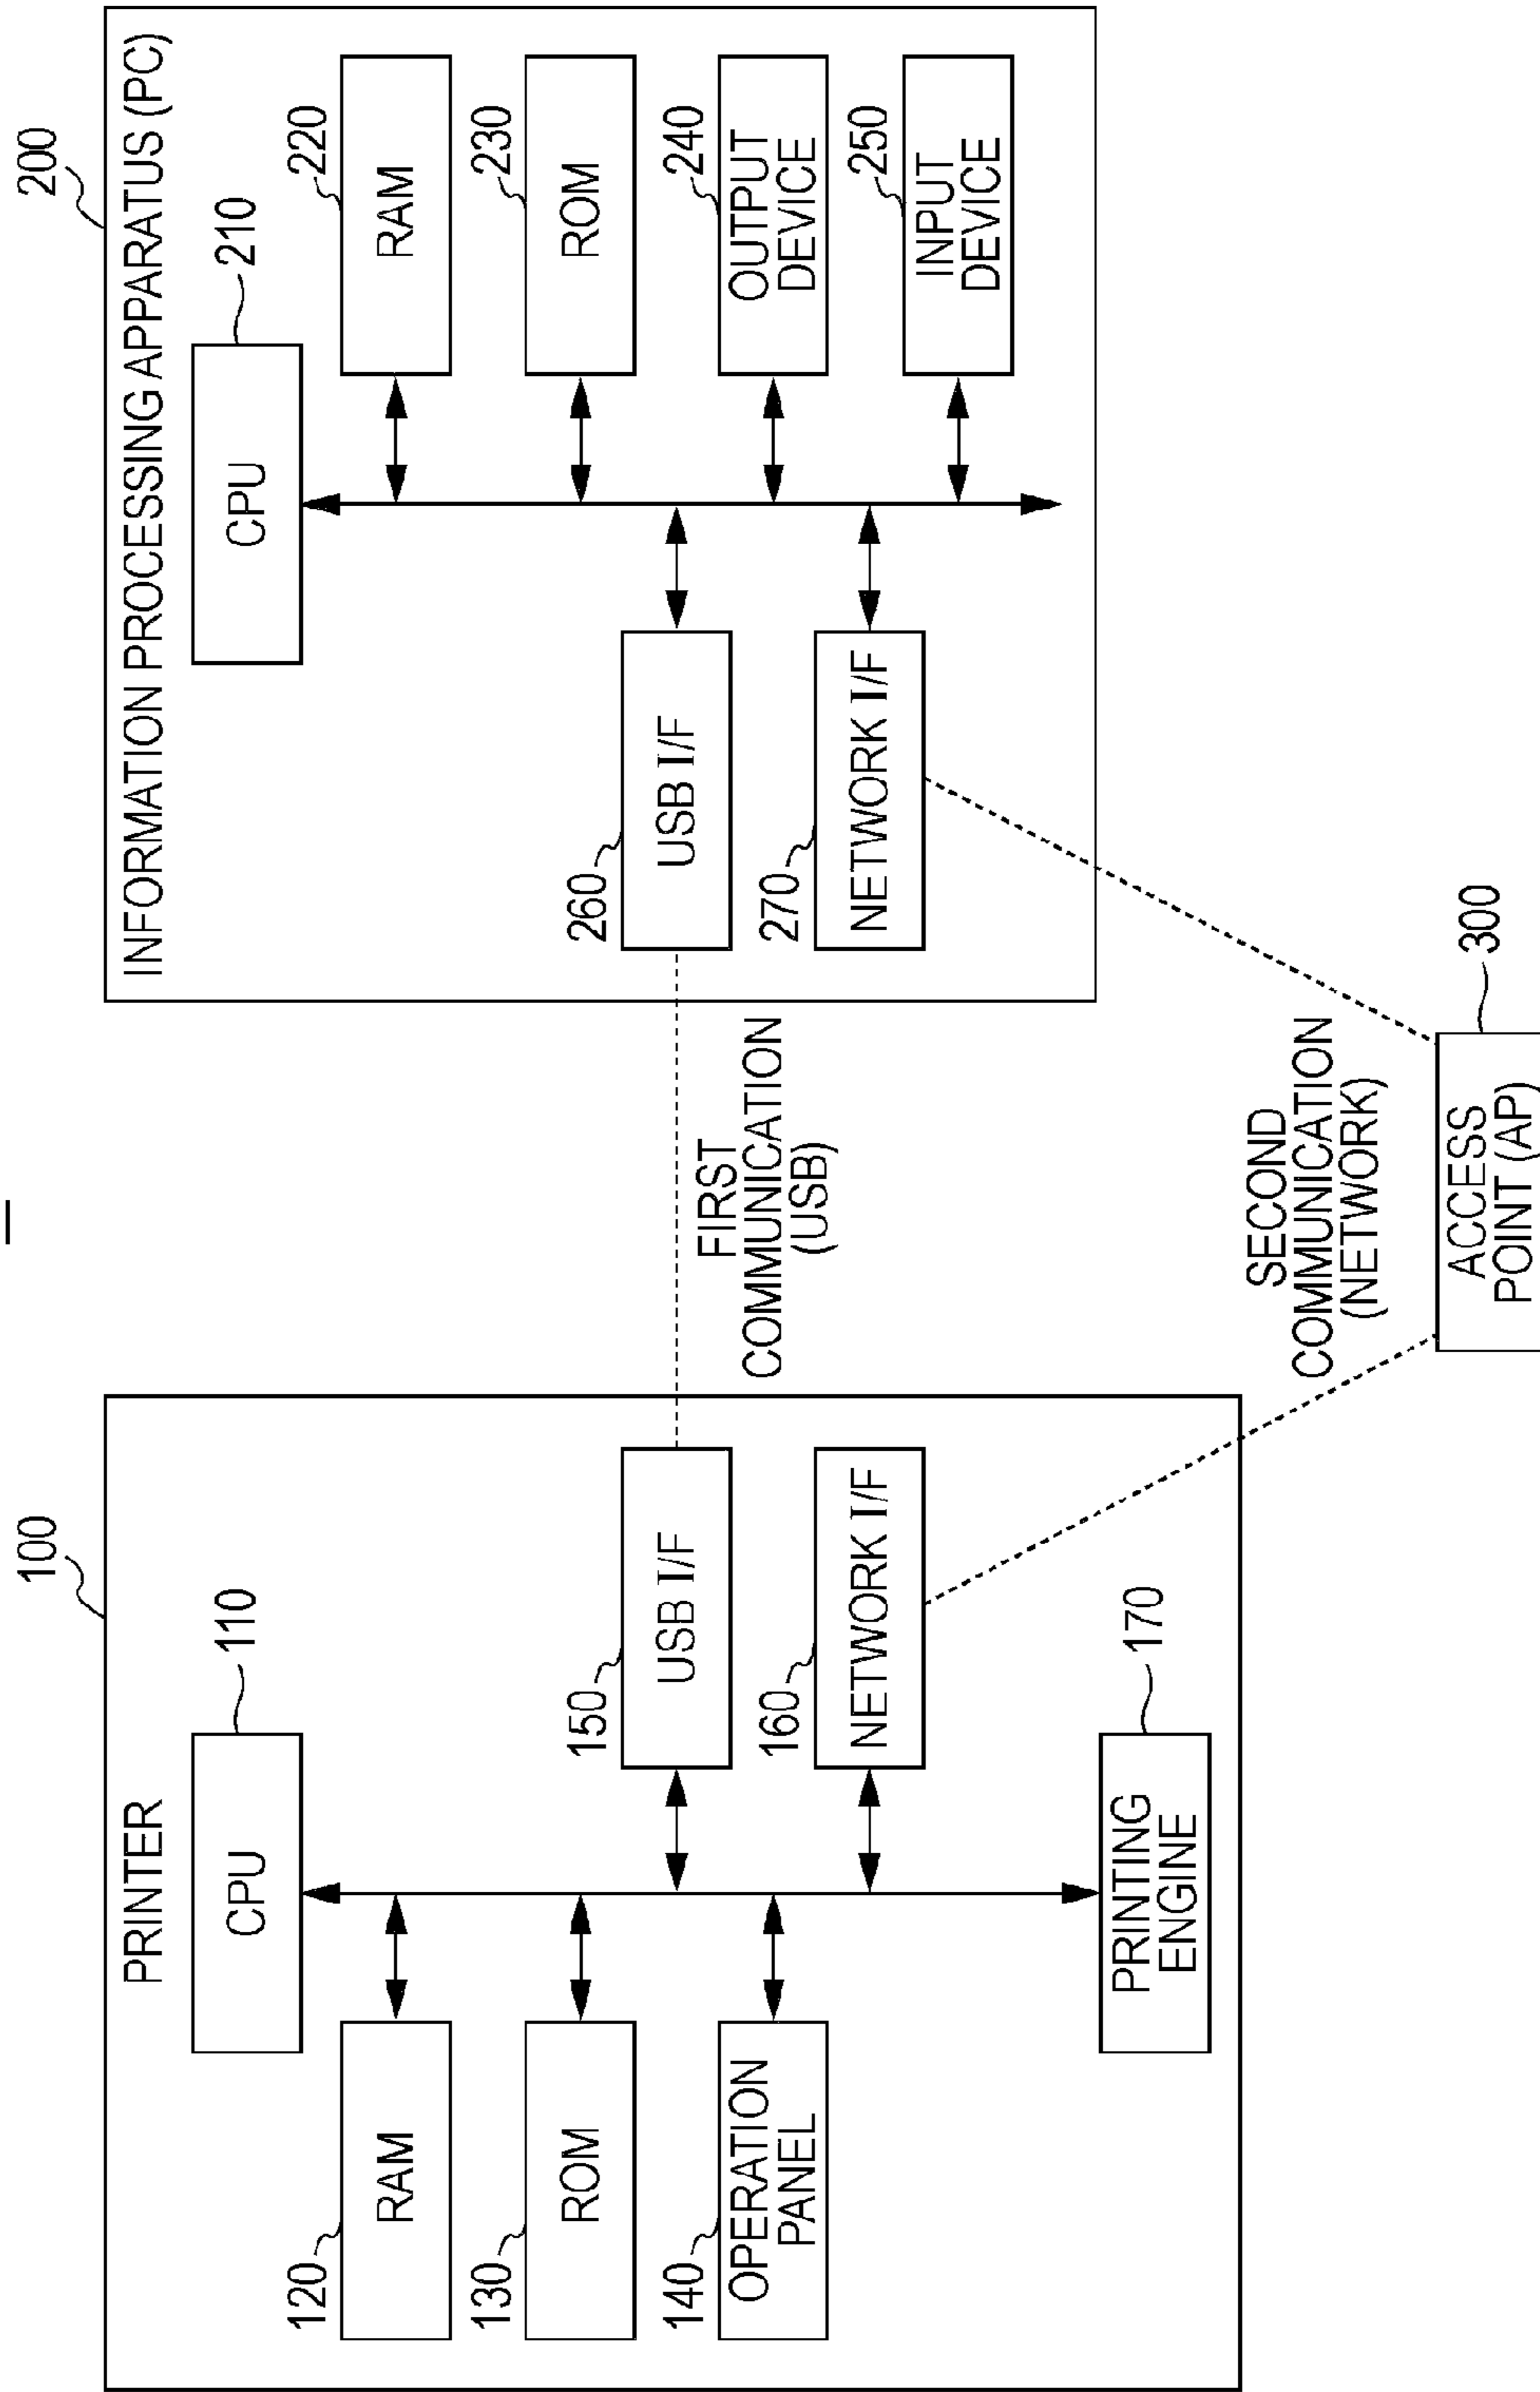 100
PRINTER
CPU
110
120
RAM
130
ROM
140
OPERATION
PANEL
150
USB I/F
160
NETWORK I/F
PRINTING
ENGINE
170
FIRST
COMMUNICATION
(USB)
SECOND
COMMUNICATION
(NETWORK)
ACCESS
POINT (AP)
300
200
INFORMATION PROCESSING APPARATUS (PC)
CPU
210
260
USB I/F
270
NETWORK I/F
220
RAM
230
ROM
240
OUTPUT
DEVICE
250
INPUT
DEVICE